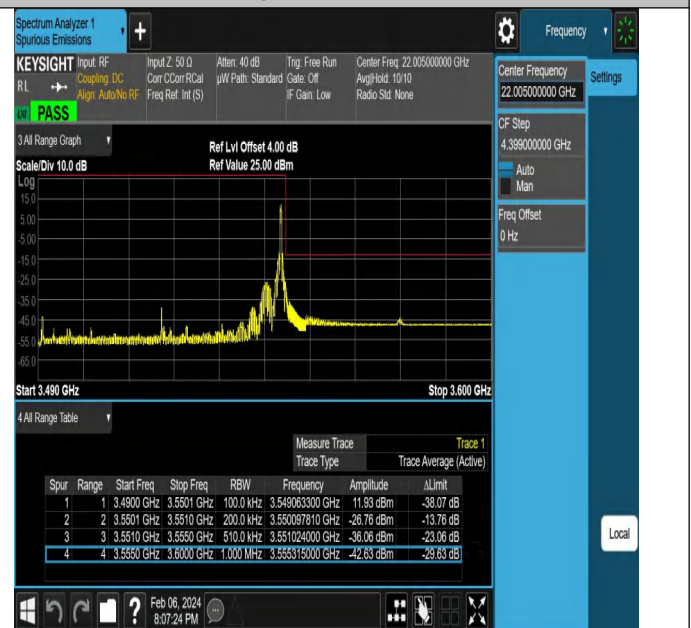 Spectrum Analyzer 1
Spurious Emissions
Frequency
KEYSIGHT
RL
Input: RF
Coupling: DC
Align: Auto/No RF
Input Z: 50 Ω
Corr CCorr RCal
Freq Ref: Int (S)
Atten: 40 dB
µW Path: Standard
Trig: Free Run
Gate: Off
IF Gain: Low
Center Freq: 22.005000000 GHz
Avg|Hold: 10/10
Radio Std: None
PASS
Center Frequency
22.005000000 GHz
Settings
CF Step
4.399000000 GHz
Auto
Man
Freq Offset
0 Hz
3 All Range Graph
Ref Lvl Offset 4.00 dB
Scale/Div 10.0 dB
Ref Value 25.00 dBm
Log
15.0
5.00
-5.00
-15.0
-25.0
-35.0
-45.0
-55.0
-65.0
Start 3.490 GHz
Stop 3.600 GHz
4 All Range Table
Measure Trace Trace 1
Trace Type Trace Average (Active)
Spur Range Start Freq Stop Freq RBW Frequency Amplitude ΔLimit
1 1 3.4900 GHz 3.5501 GHz 100.0 kHz 3.549063300 GHz 11.93 dBm -38.07 dB
2 2 3.5501 GHz 3.5510 GHz 200.0 kHz 3.550097810 GHz -26.76 dBm -13.76 dB
3 3 3.5510 GHz 3.5550 GHz 510.0 kHz 3.551024000 GHz -36.06 dBm -23.06 dB
4 4 3.5550 GHz 3.6000 GHz 1.000 MHz 3.555315000 GHz -42.63 dBm -29.63 dB
Local
Feb 06, 2024
8:07:24 PM